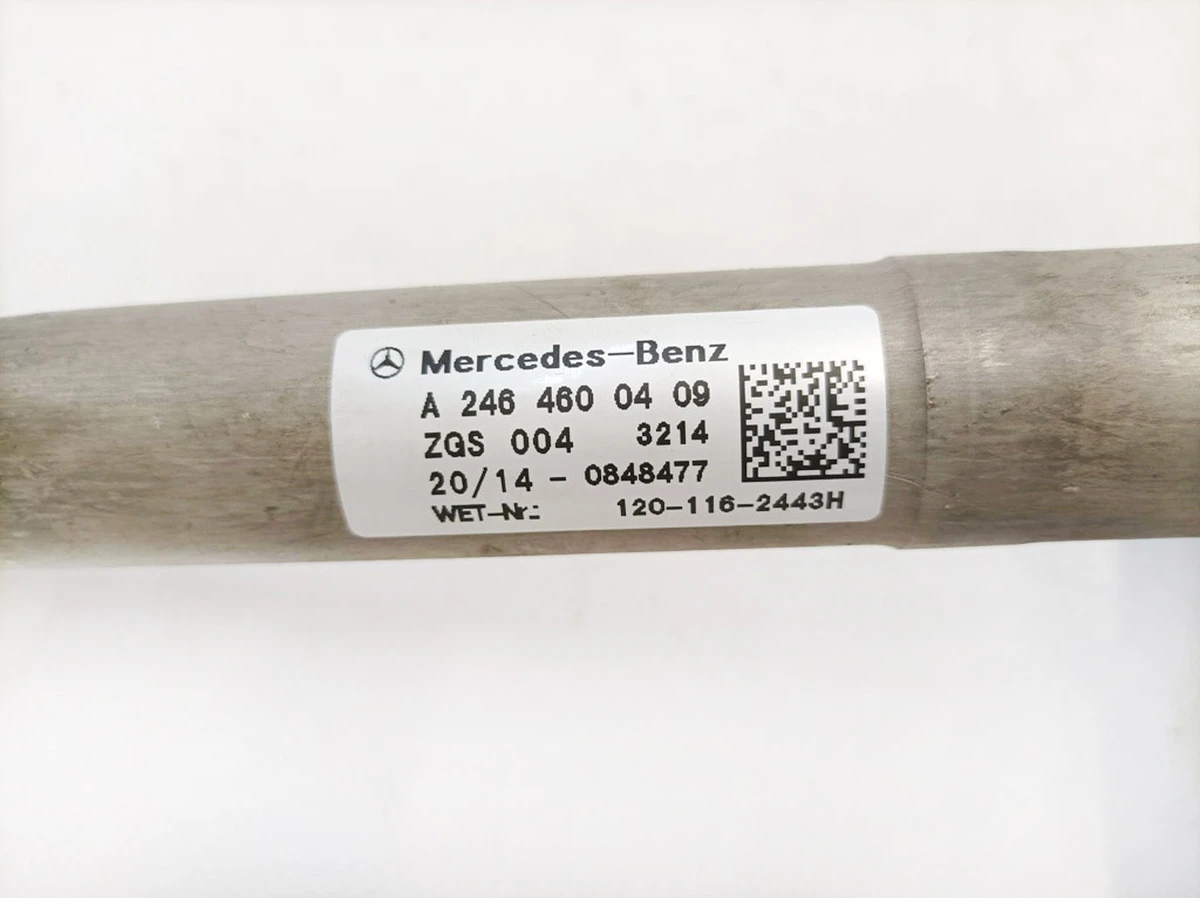 Mercedes-Benz
A 246 460 04 09
ZGS 004 3214
20/14 - 0848477
WET-Nr.: 120-116-2443H